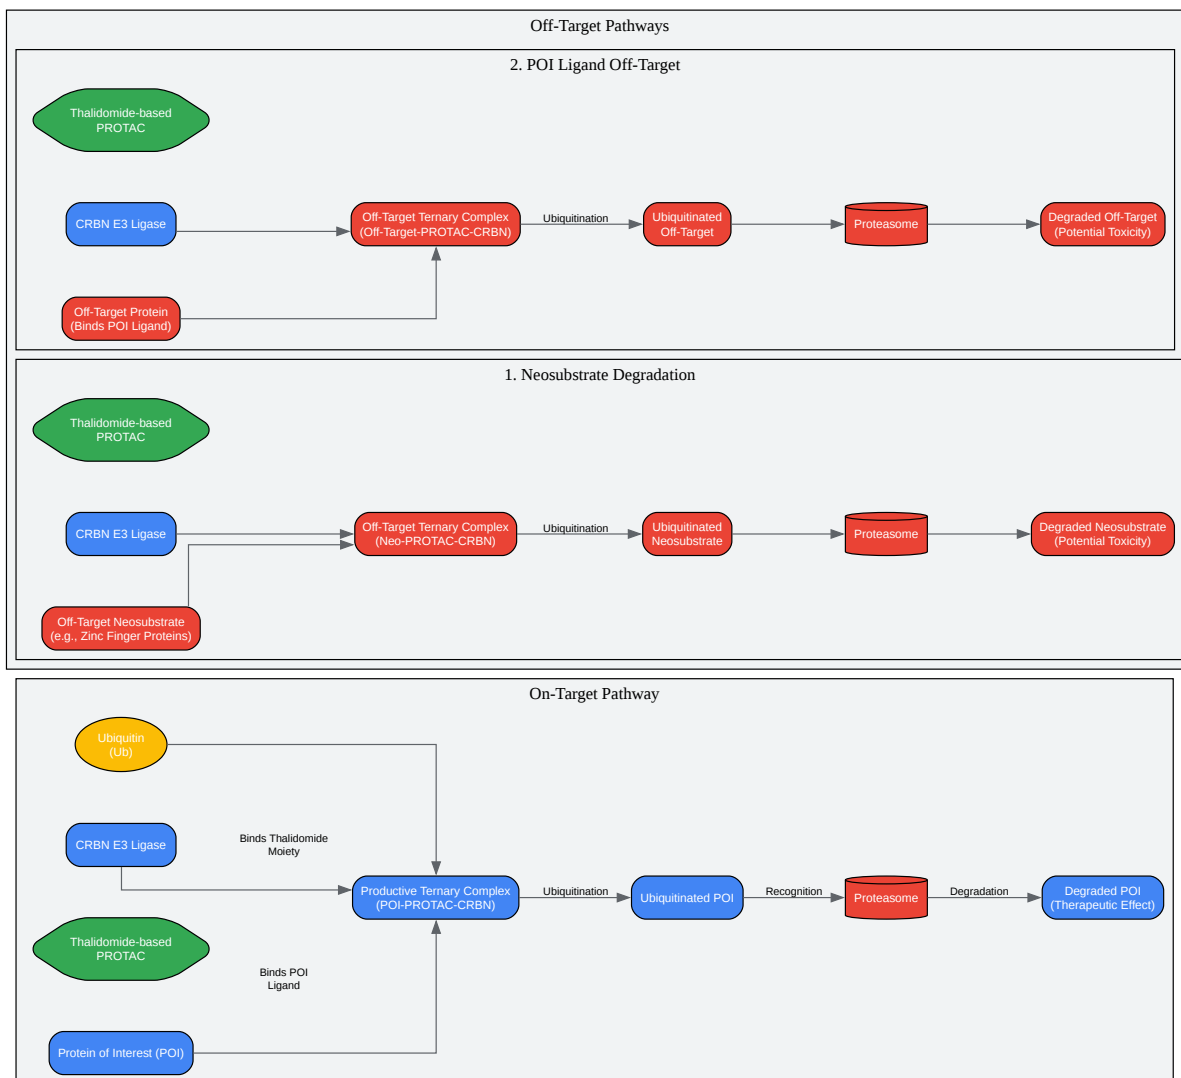 Off-Target Pathways
2. POI Ligand Off-Target
Thalidomide-based
PROTAC
CRBN E3 Ligase
Off-Target Ternary Complex
(Off-Target-PROTAC-CRBN)
Ubiquitination
Ubiquitinated
Off-Target
Proteasome
Degraded Off-Target
(Potential Toxicity)
Off-Target Protein
(Binds POI Ligand)
1. Neosubstrate Degradation
Thalidomide-based
PROTAC
CRBN E3 Ligase
Off-Target Ternary Complex
(Neo-PROTAC-CRBN)
Ubiquitination
Ubiquitinated
Neosubstrate
Proteasome
Degraded Neosubstrate
(Potential Toxicity)
Off-Target Neosubstrate
(e.g., Zinc Finger Proteins)
On-Target Pathway
Ubiquitin
(Ub)
CRBN E3 Ligase
Binds Thalidomide
Moiety
Productive Ternary Complex
(POI-PROTAC-CRBN)
Ubiquitination
Ubiquitinated POI
Recognition
Proteasome
Degradation
Degraded POI
(Therapeutic Effect)
Thalidomide-based
PROTAC
Binds POI
Ligand
Protein of Interest (POI)